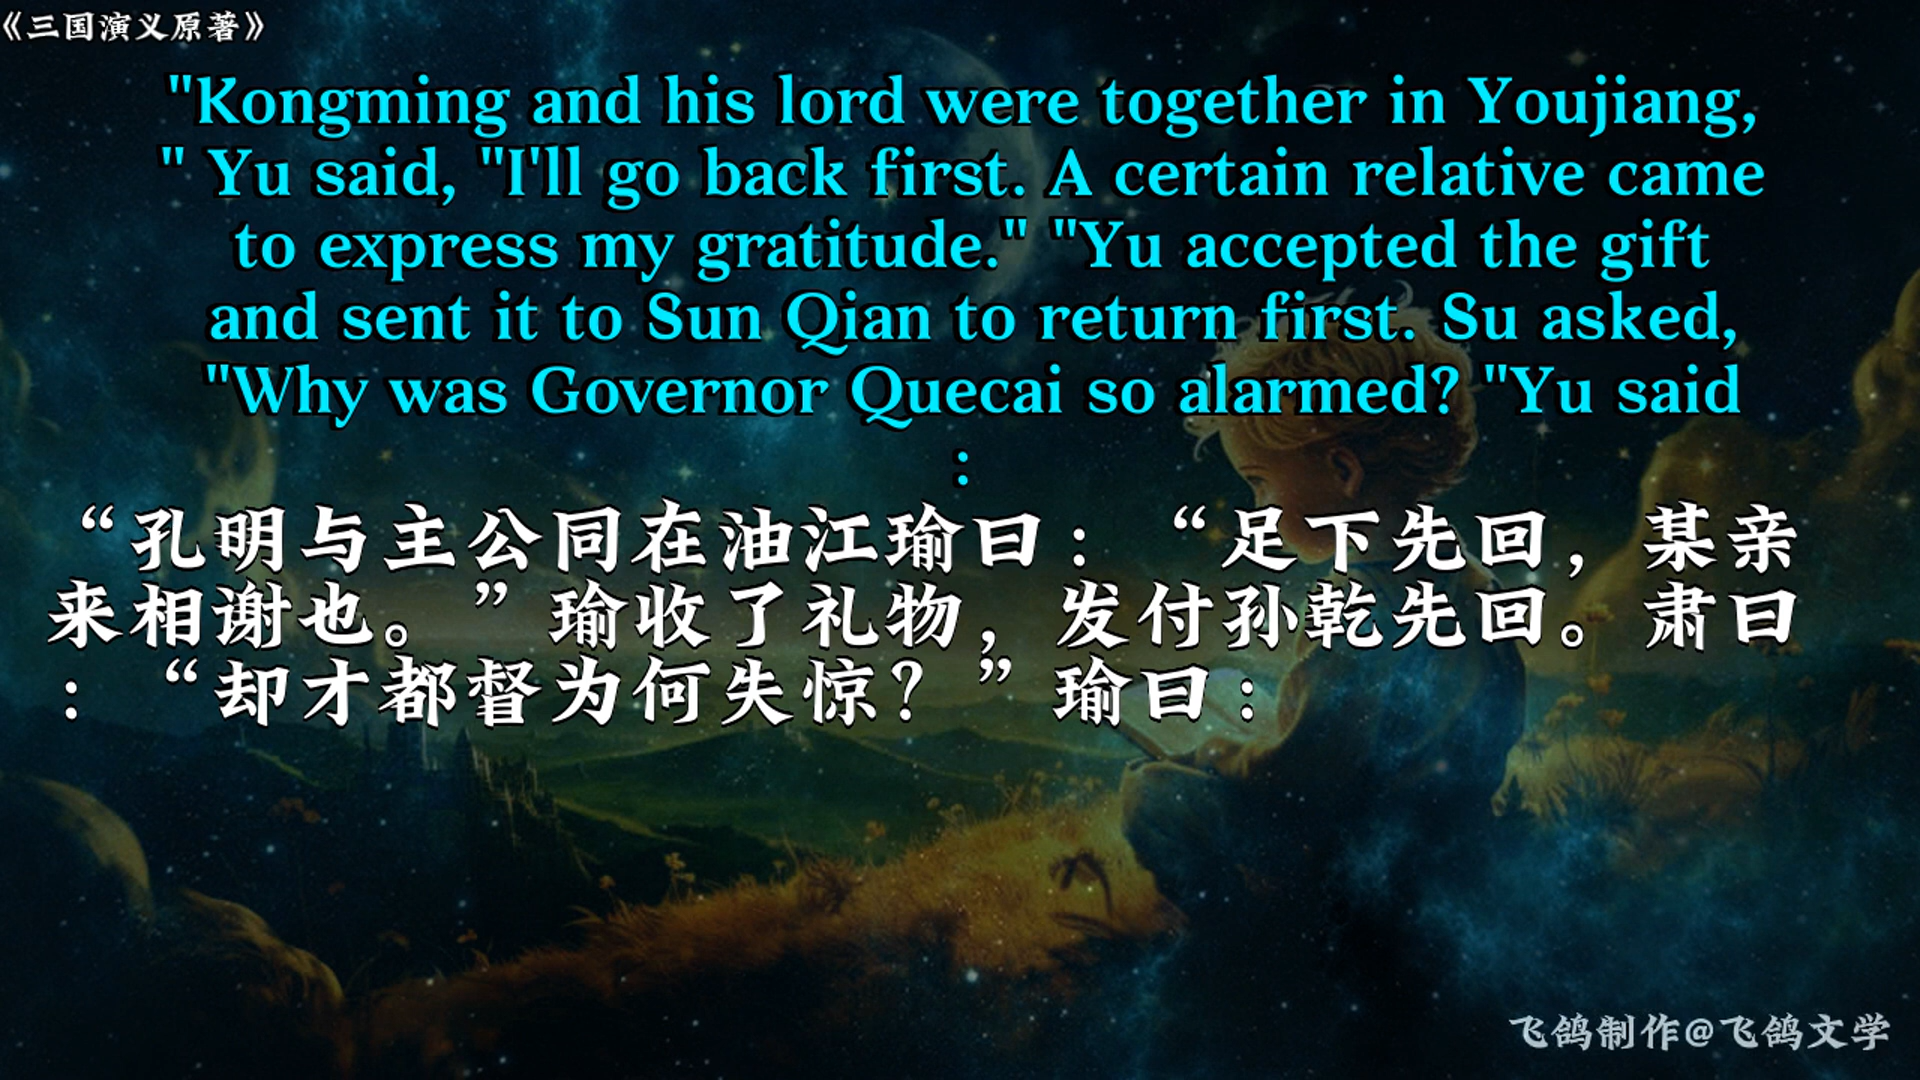 《三国演义原著》
"Kongming and his lord were together in Youjiang,
" Yu said, "I'll go back first. A certain relative came
to express my gratitude." "Yu accepted the gift
and sent it to Sun Qian to return first. Su asked,
"Why was Governor Quecai so alarmed? "Yu said
:
“孔明与主公同在油江瑜曰：“足下先回，某亲
来相谢也。”瑜收了礼物，发付孙乾先回。肃曰
：“却才都督为何失惊？”瑜曰：
飞鸽制作@飞鸽文学